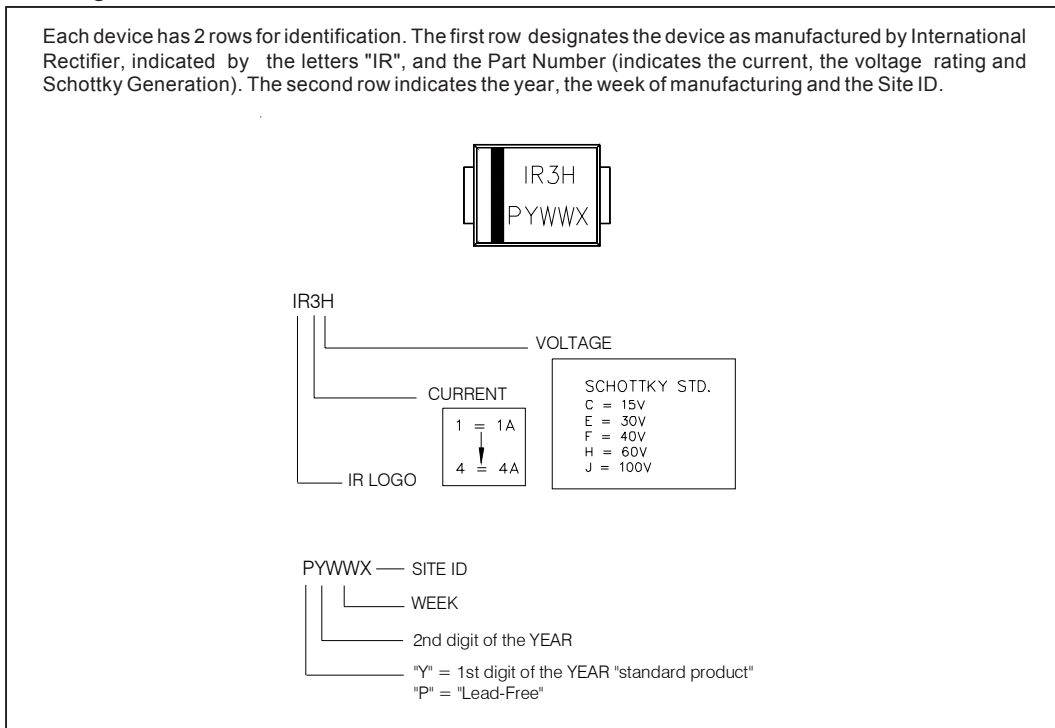 Each device has 2 rows for identification. The first row designates the device as manufactured by International
Rectifier, indicated by the letters "IR", and the Part Number (indicates the current, the voltage rating and
Schottky Generation). The second row indicates the year, the week of manufacturing and the Site ID.
IR3H
PYWWX
IR3H
VOLTAGE
SCHOTTKY STD.
C = 15V
E = 30V
F = 40V
H = 60V
J = 100V
CURRENT
1 = 1A
4 = 4A
IR LOGO
PYWWX
SITE ID
WEEK
2nd digit of the YEAR
"Y" = 1st digit of the YEAR "standard product"
"P" = "Lead-Free"